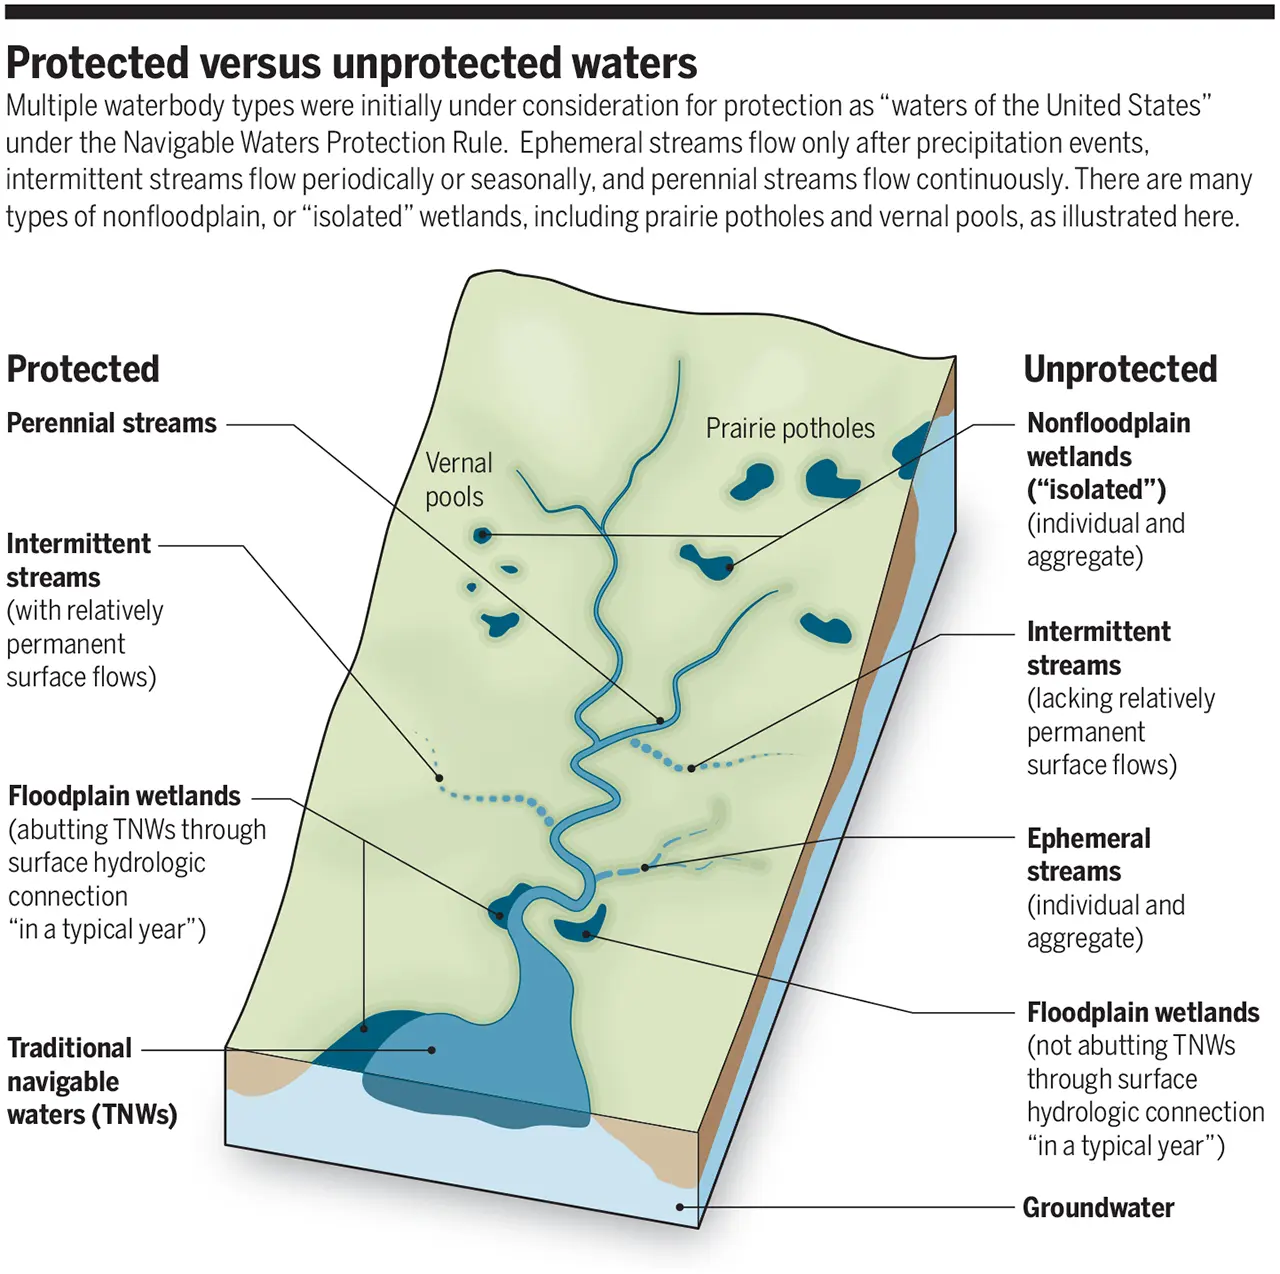 Protected versus unprotected waters
Multiple waterbody types were initially under consideration for protection as “waters of the United States”
under the Navigable Waters Protection Rule.  Ephemeral streams flow only after precipitation events,
intermittent streams flow periodically or seasonally, and perennial streams flow continuously. There are many
types of nonfloodplain, or “isolated” wetlands, including prairie potholes and vernal pools, as illustrated here.
Protected
Perennial streams
Intermittent
streams
(with relatively
permanent
surface flows)
Floodplain wetlands
(abutting TNWs through
surface hydrologic
connection
“in a typical year”)
Traditional
navigable
waters (TNWs)
Vernal
pools
Prairie potholes
Unprotected
Nonfloodplain
wetlands
(“isolated”)
(individual and
aggregate)
Intermittent
streams
(lacking relatively
permanent
surface flows)
Ephemeral
streams
(individual and
aggregate)
Floodplain wetlands
(not abutting TNWs
through surface
hydrologic connection
“in a typical year”)
Groundwater